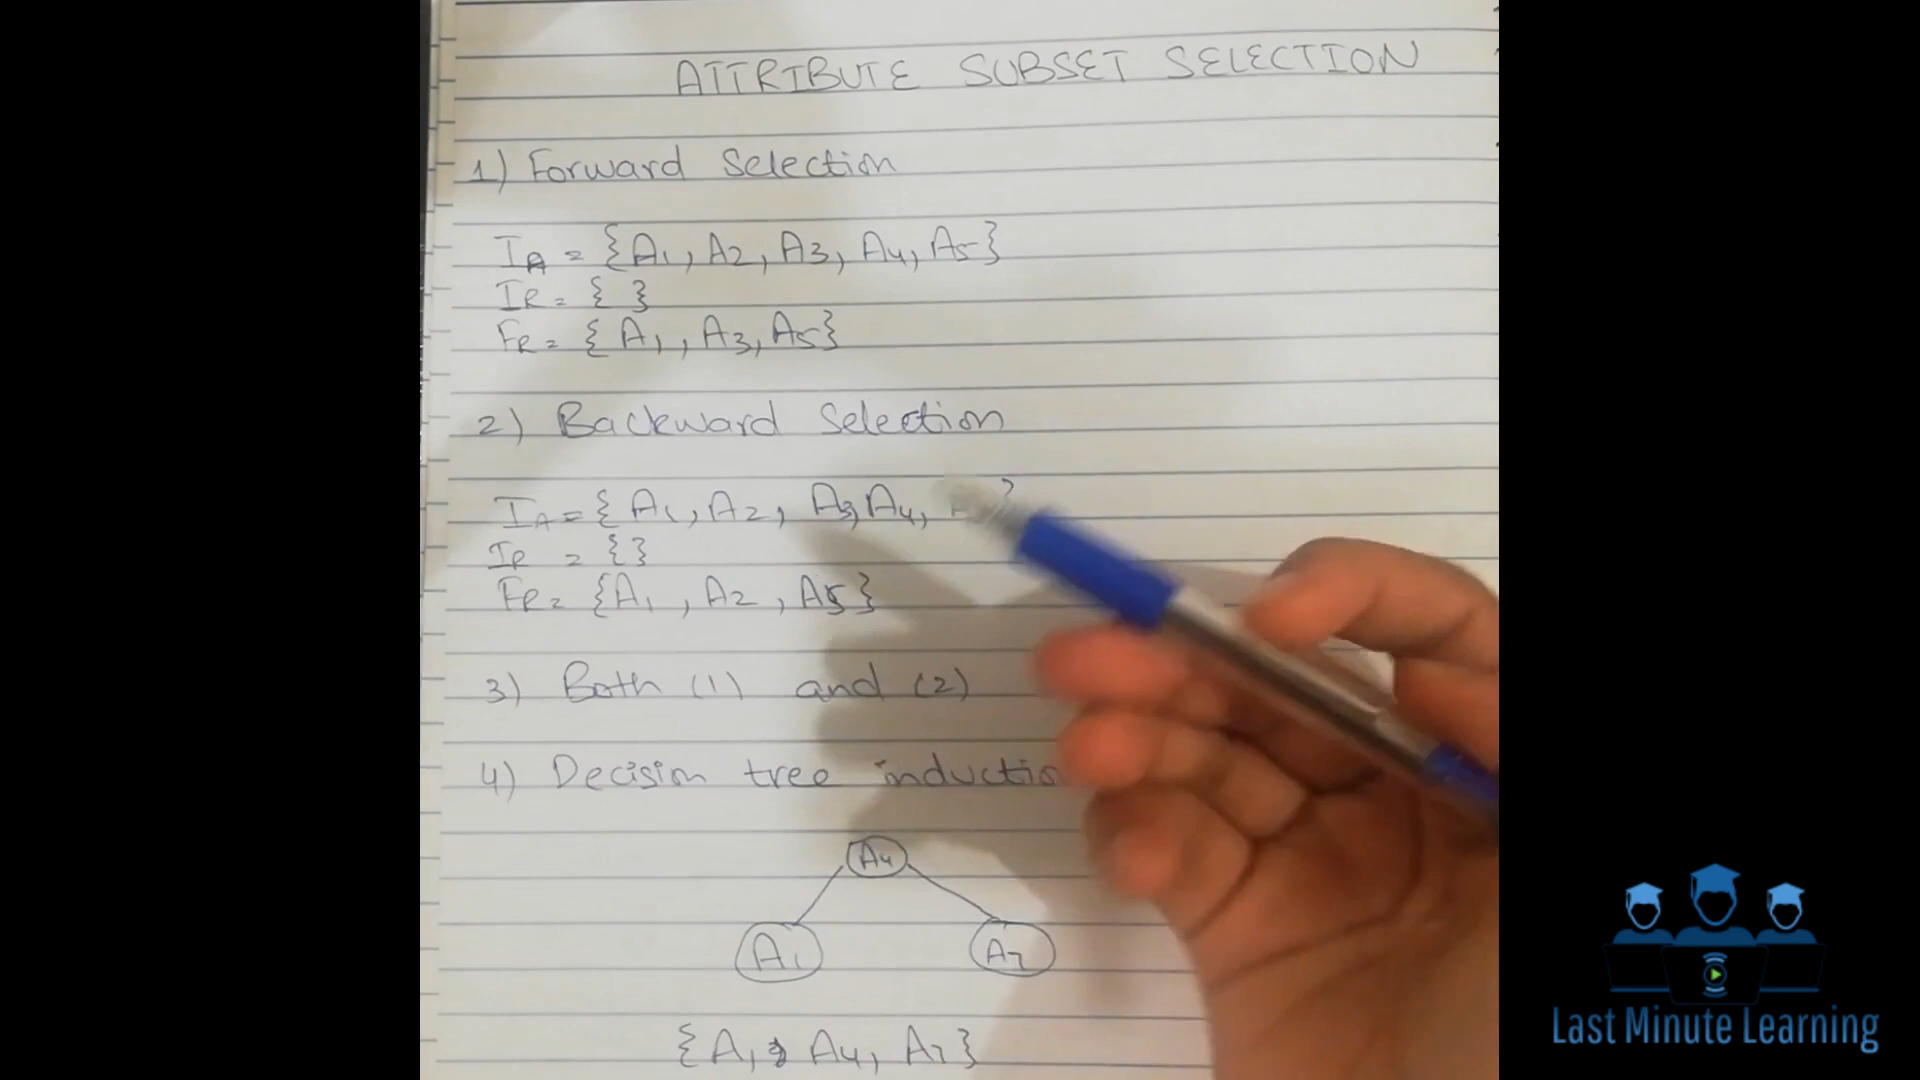 ATTRIBUTE SUBSET SELECTION
1) Forward Selection
IA = {A1, A2, A3, A4, A5}
IR = { }
FR = {A1, A3, A5}
2) Backward Selection
IA = {A1, A2, A3, A4, }
IR = {}
FR = {A1, A2, A5}
3) Both (1) and (2)
4) Decision tree inductio
A4
A1 A7
{A1, A4, A7}
Last Minute Learning